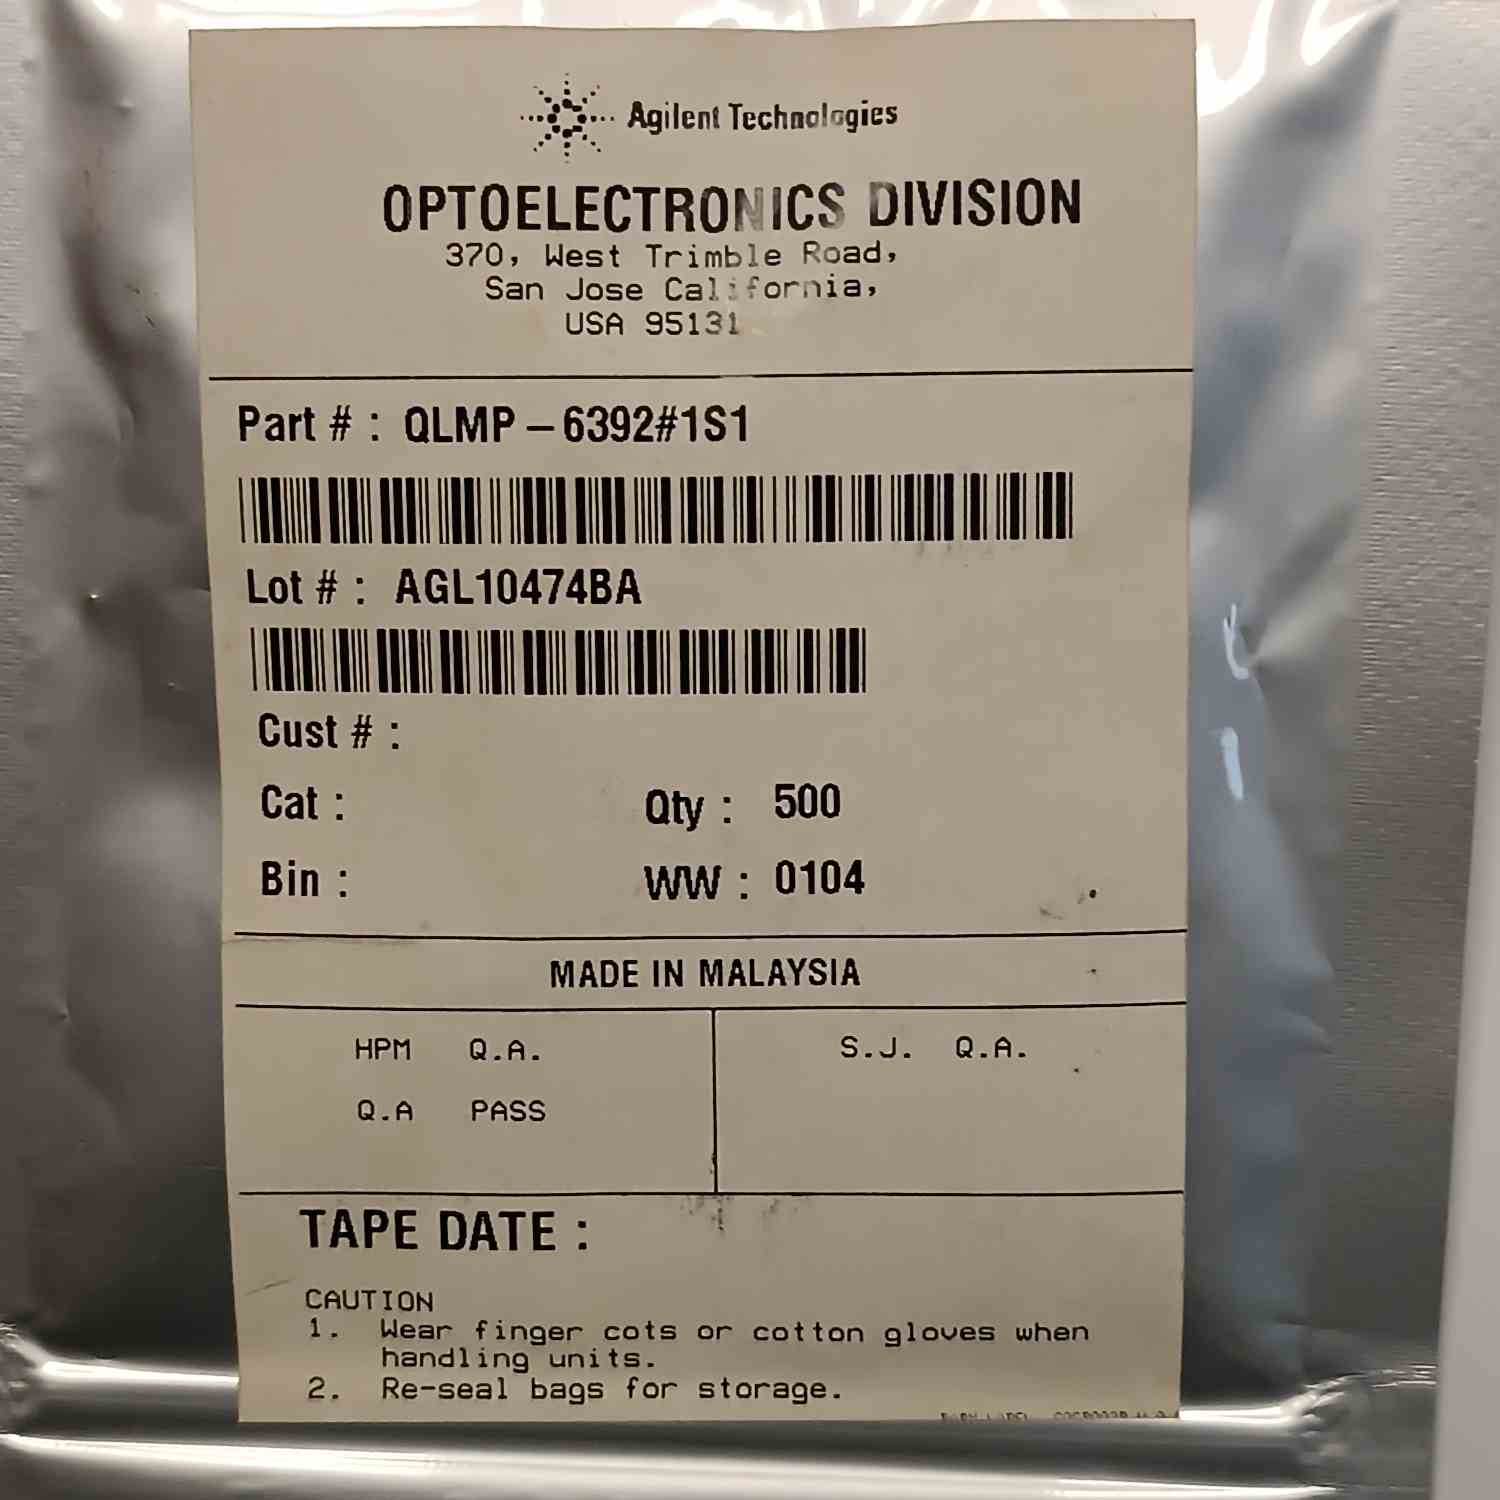 Agilent Technologies
OPTOELECTRONICS DIVISION
370, West Trimble Road,
San Jose California,
USA 95131
Part # : QLMP – 6392#1S1
Lot # : AGL10474BA
Cust # :
Cat : Qty : 500
Bin : WW : 0104
MADE IN MALAYSIA
HPM Q.A. S.J. Q.A.
Q.A PASS
TAPE DATE :
CAUTION
1. Wear finger cots or cotton gloves when
handling units.
2. Re-seal bags for storage.